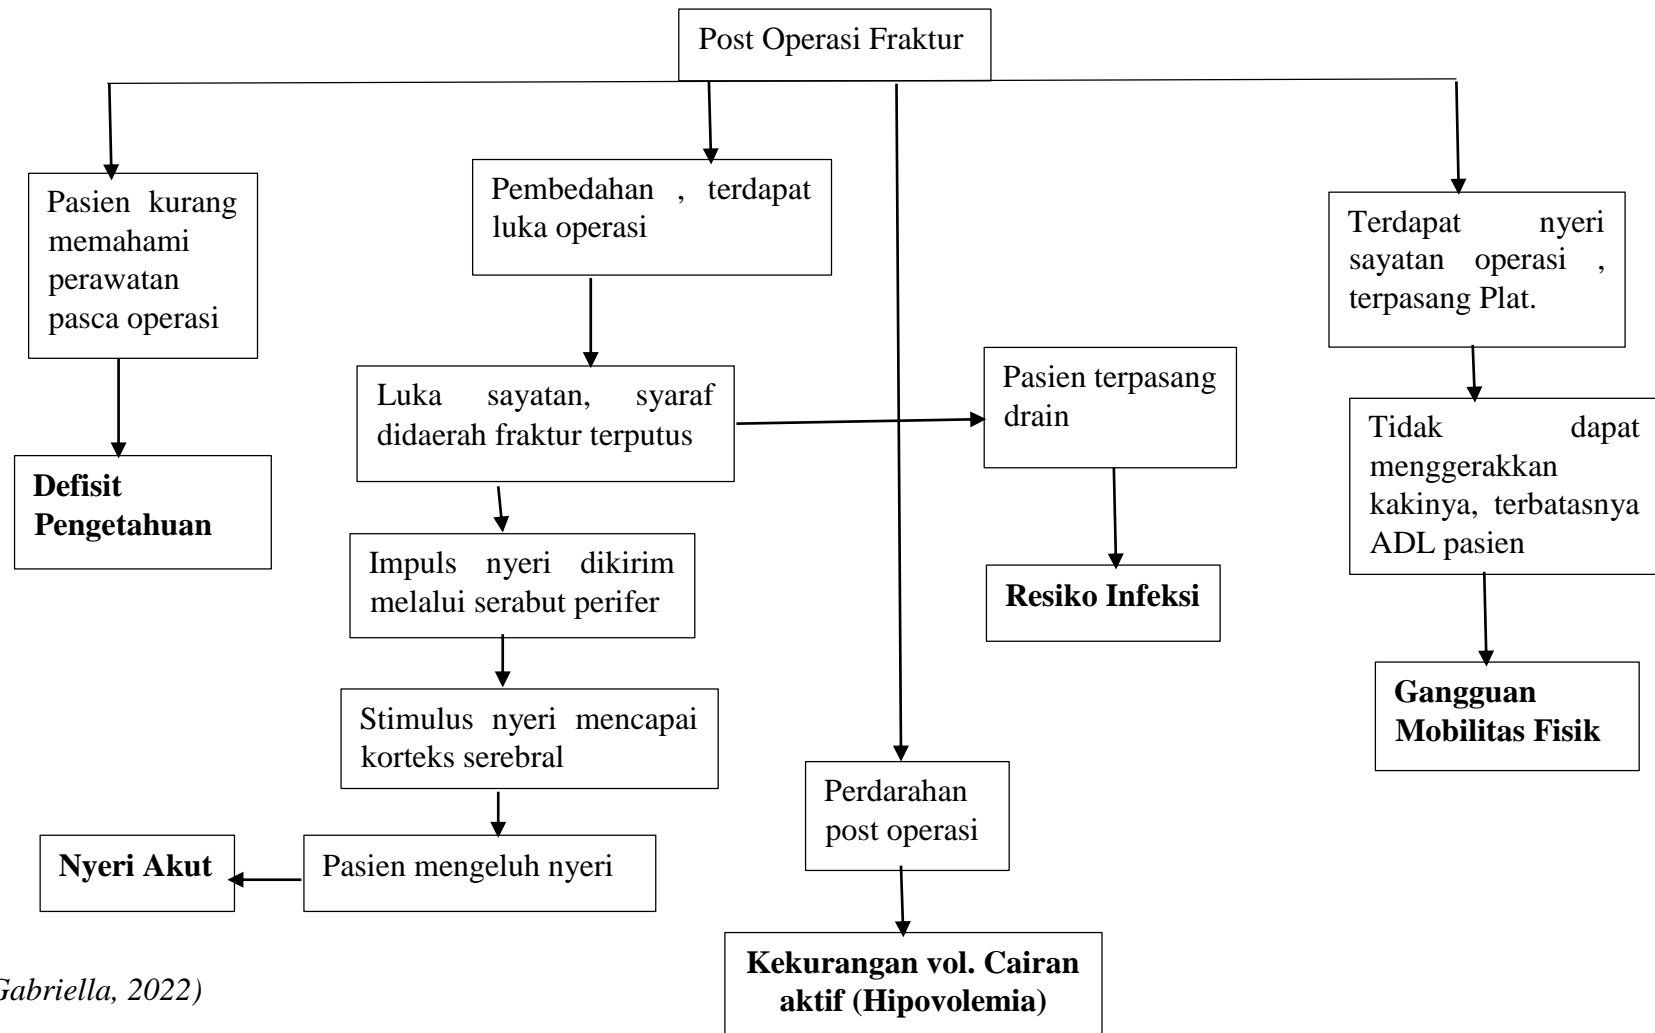 Post Operasi Fraktur
Pasien kurang
memahami
perawatan
pasca operasi
Defisit
Pengetahuan
Pembedahan , terdapat
luka operasi
Luka sayatan, syaraf
didaerah fraktur terputus
Impuls nyeri dikirim
melalui serabut perifer
Stimulus nyeri mencapai
korteks serebral
Pasien mengeluh nyeri
Nyeri Akut
Pasien terpasang
drain
Resiko Infeksi
Perdarahan
post operasi
Kekurangan vol. Cairan
aktif (Hipovolemia)
Terdapat nyeri
sayatan operasi ,
terpasang Plat.
Tidak dapat
menggerakkan
kakinya, terbatasnya
ADL pasien
Gangguan
Mobilitas Fisik
Gabriella, 2022)